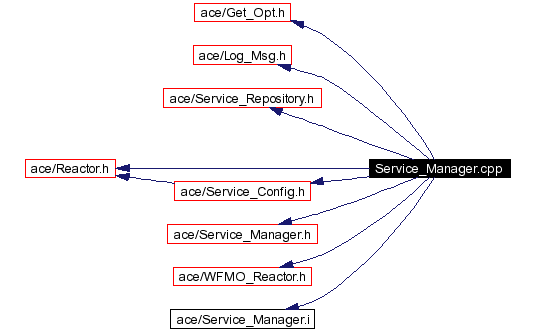 ace/Get_Opt.h
ace/Log_Msg.h
ace/Service_Repository.h
ace/Reactor.h
Service_Manager.cpp
ace/Service_Config.h
ace/Service_Manager.h
ace/WFMO_Reactor.h
ace/Service_Manager.i